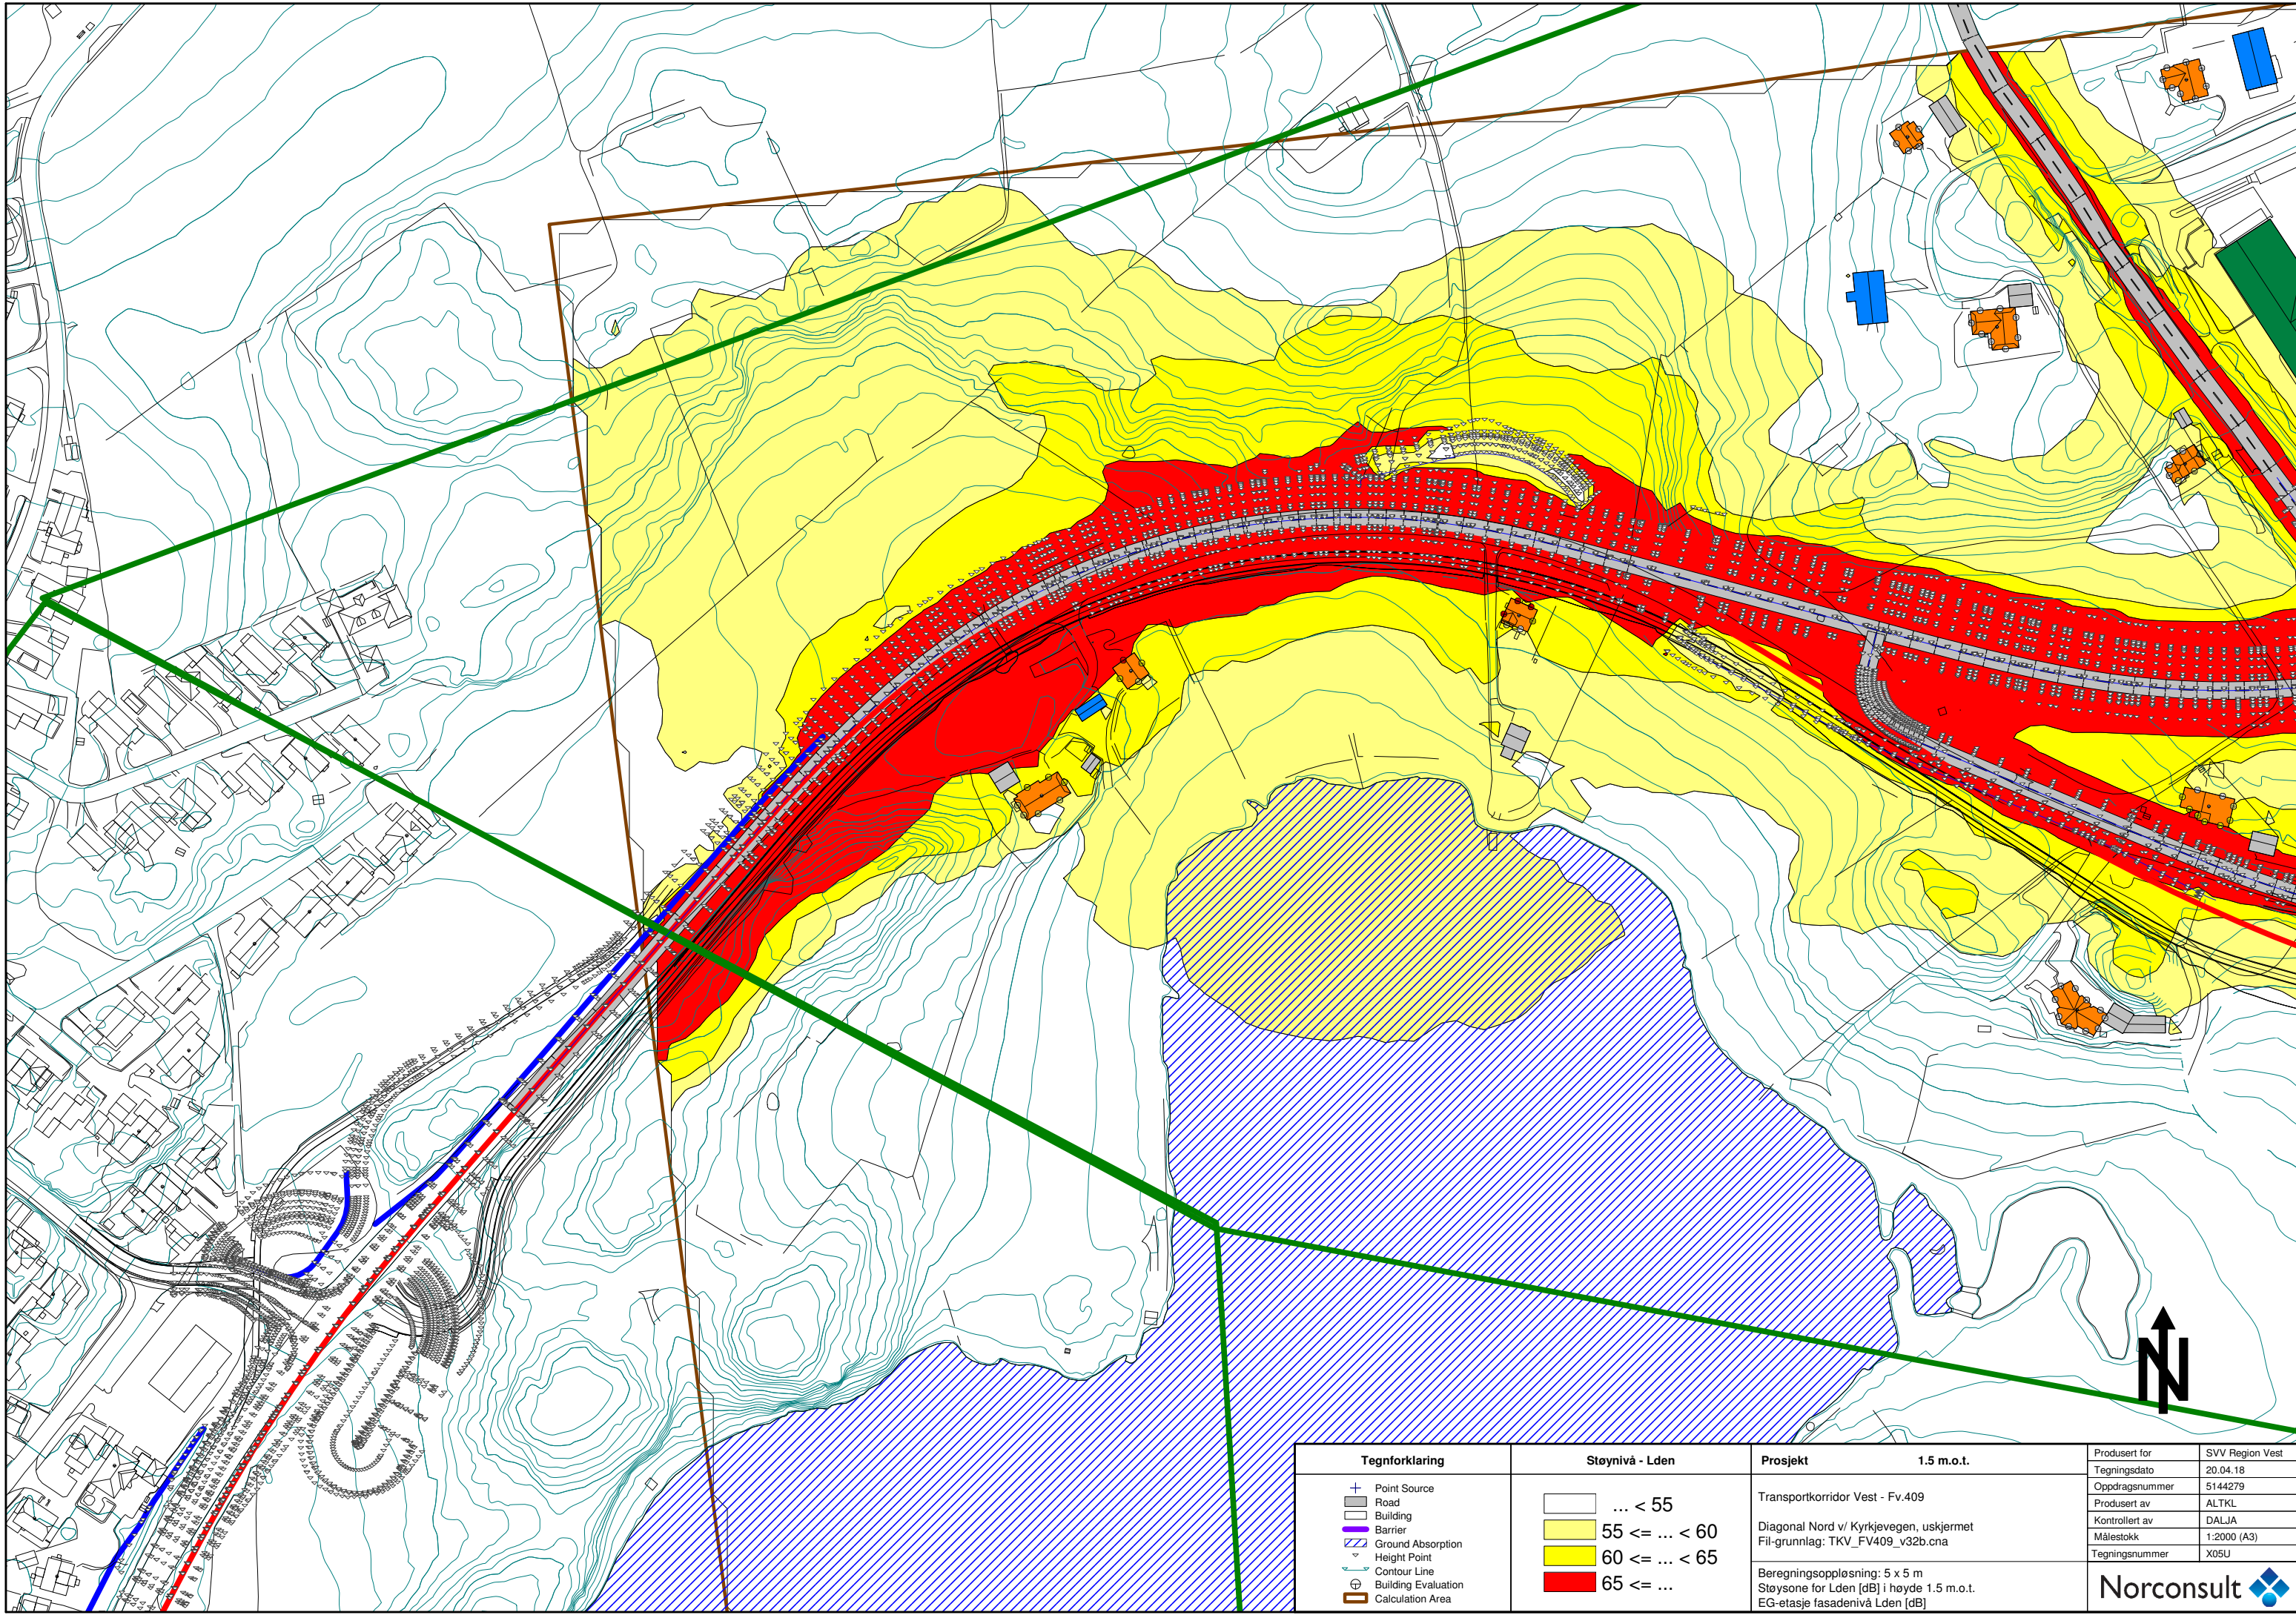 N
Tegnforklaring
Point Source
Road
Building
Barrier
Ground Absorption
Height Point
Contour Line
Building Evaluation
Calculation Area
Støynivå - Lden
... < 55
55 <= ... < 60
60 <= ... < 65
65 <= ...
Prosjekt 1.5 m.o.t.
Transportkorridor Vest - Fv.409
Diagonal Nord v/ Kyrkjevegen, uskjermet
Fil-grunnlag: TKV_FV409_v32b.cna
Beregningsoppløsning: 5 x 5 m
Støysone for Lden [dB] i høyde 1.5 m.o.t.
EG-etasje fasadenivå Lden [dB]
Produsert for SVV Region Vest
Tegningsdato 20.04.18
Oppdragsnummer 5144279
Produsert av ALTKL
Kontrollert av DALJA
Målestokk 1:2000 (A3)
Tegningsnummer X05U
Norconsult